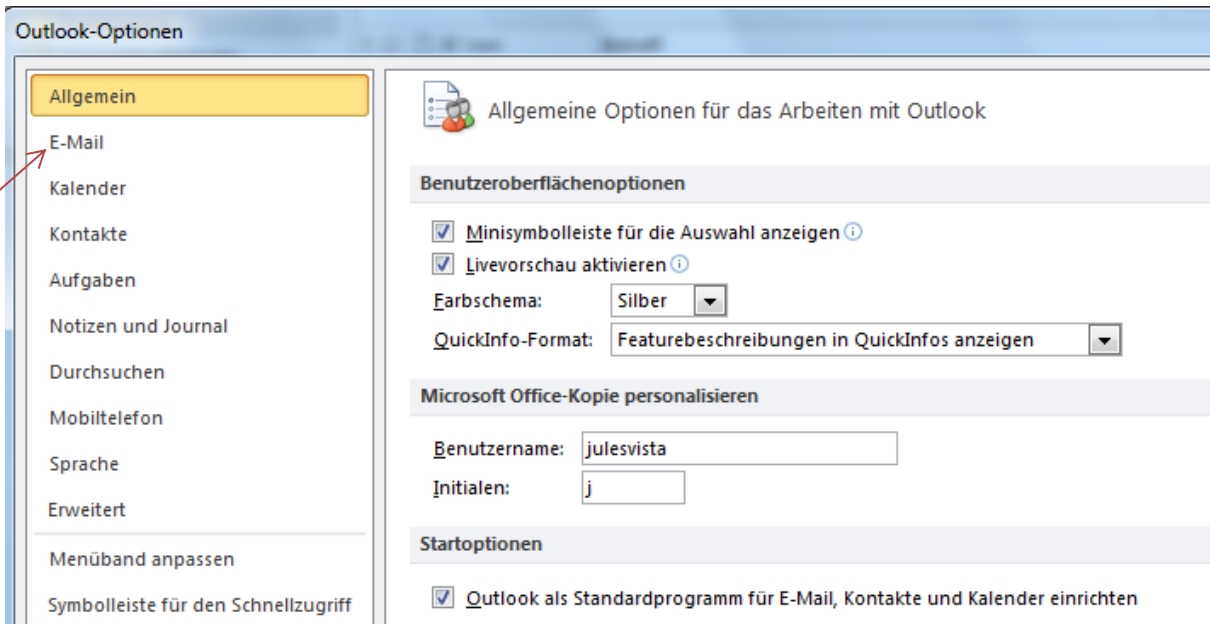 Outlook-Optionen
Allgemein
E-Mail
Kalender
Kontakte
Aufgaben
Notizen und Journal
Durchsuchen
Mobiltelefon
Sprache
Erweitert
Menüband anpassen
Symbolleiste für den Schnellzugriff
Allgemeine Optionen für das Arbeiten mit Outlook
Benutzeroberflächenoptionen
Minisymbolleiste für die Auswahl anzeigen
Livevorschau aktivieren
Farbschema: Silber
QuickInfo-Format: Featurebeschreibungen in QuickInfos anzeigen
Microsoft Office-Kopie personalisieren
Benutzername: julesvista
Initialen: j
Startoptionen
Outlook als Standardprogramm für E-Mail, Kontakte und Kalender einrichten